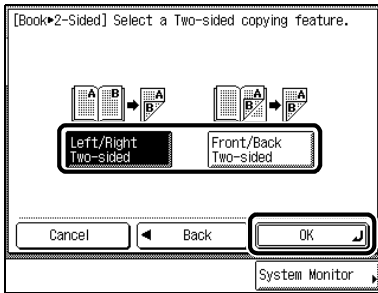 [Book▶2-Sided] Select a Two-sided copying feature.
A B A B
A B A B
Left/Right
Two-sided
Front/Back
Two-sided
Cancel
◀ Back
OK
System Monitor